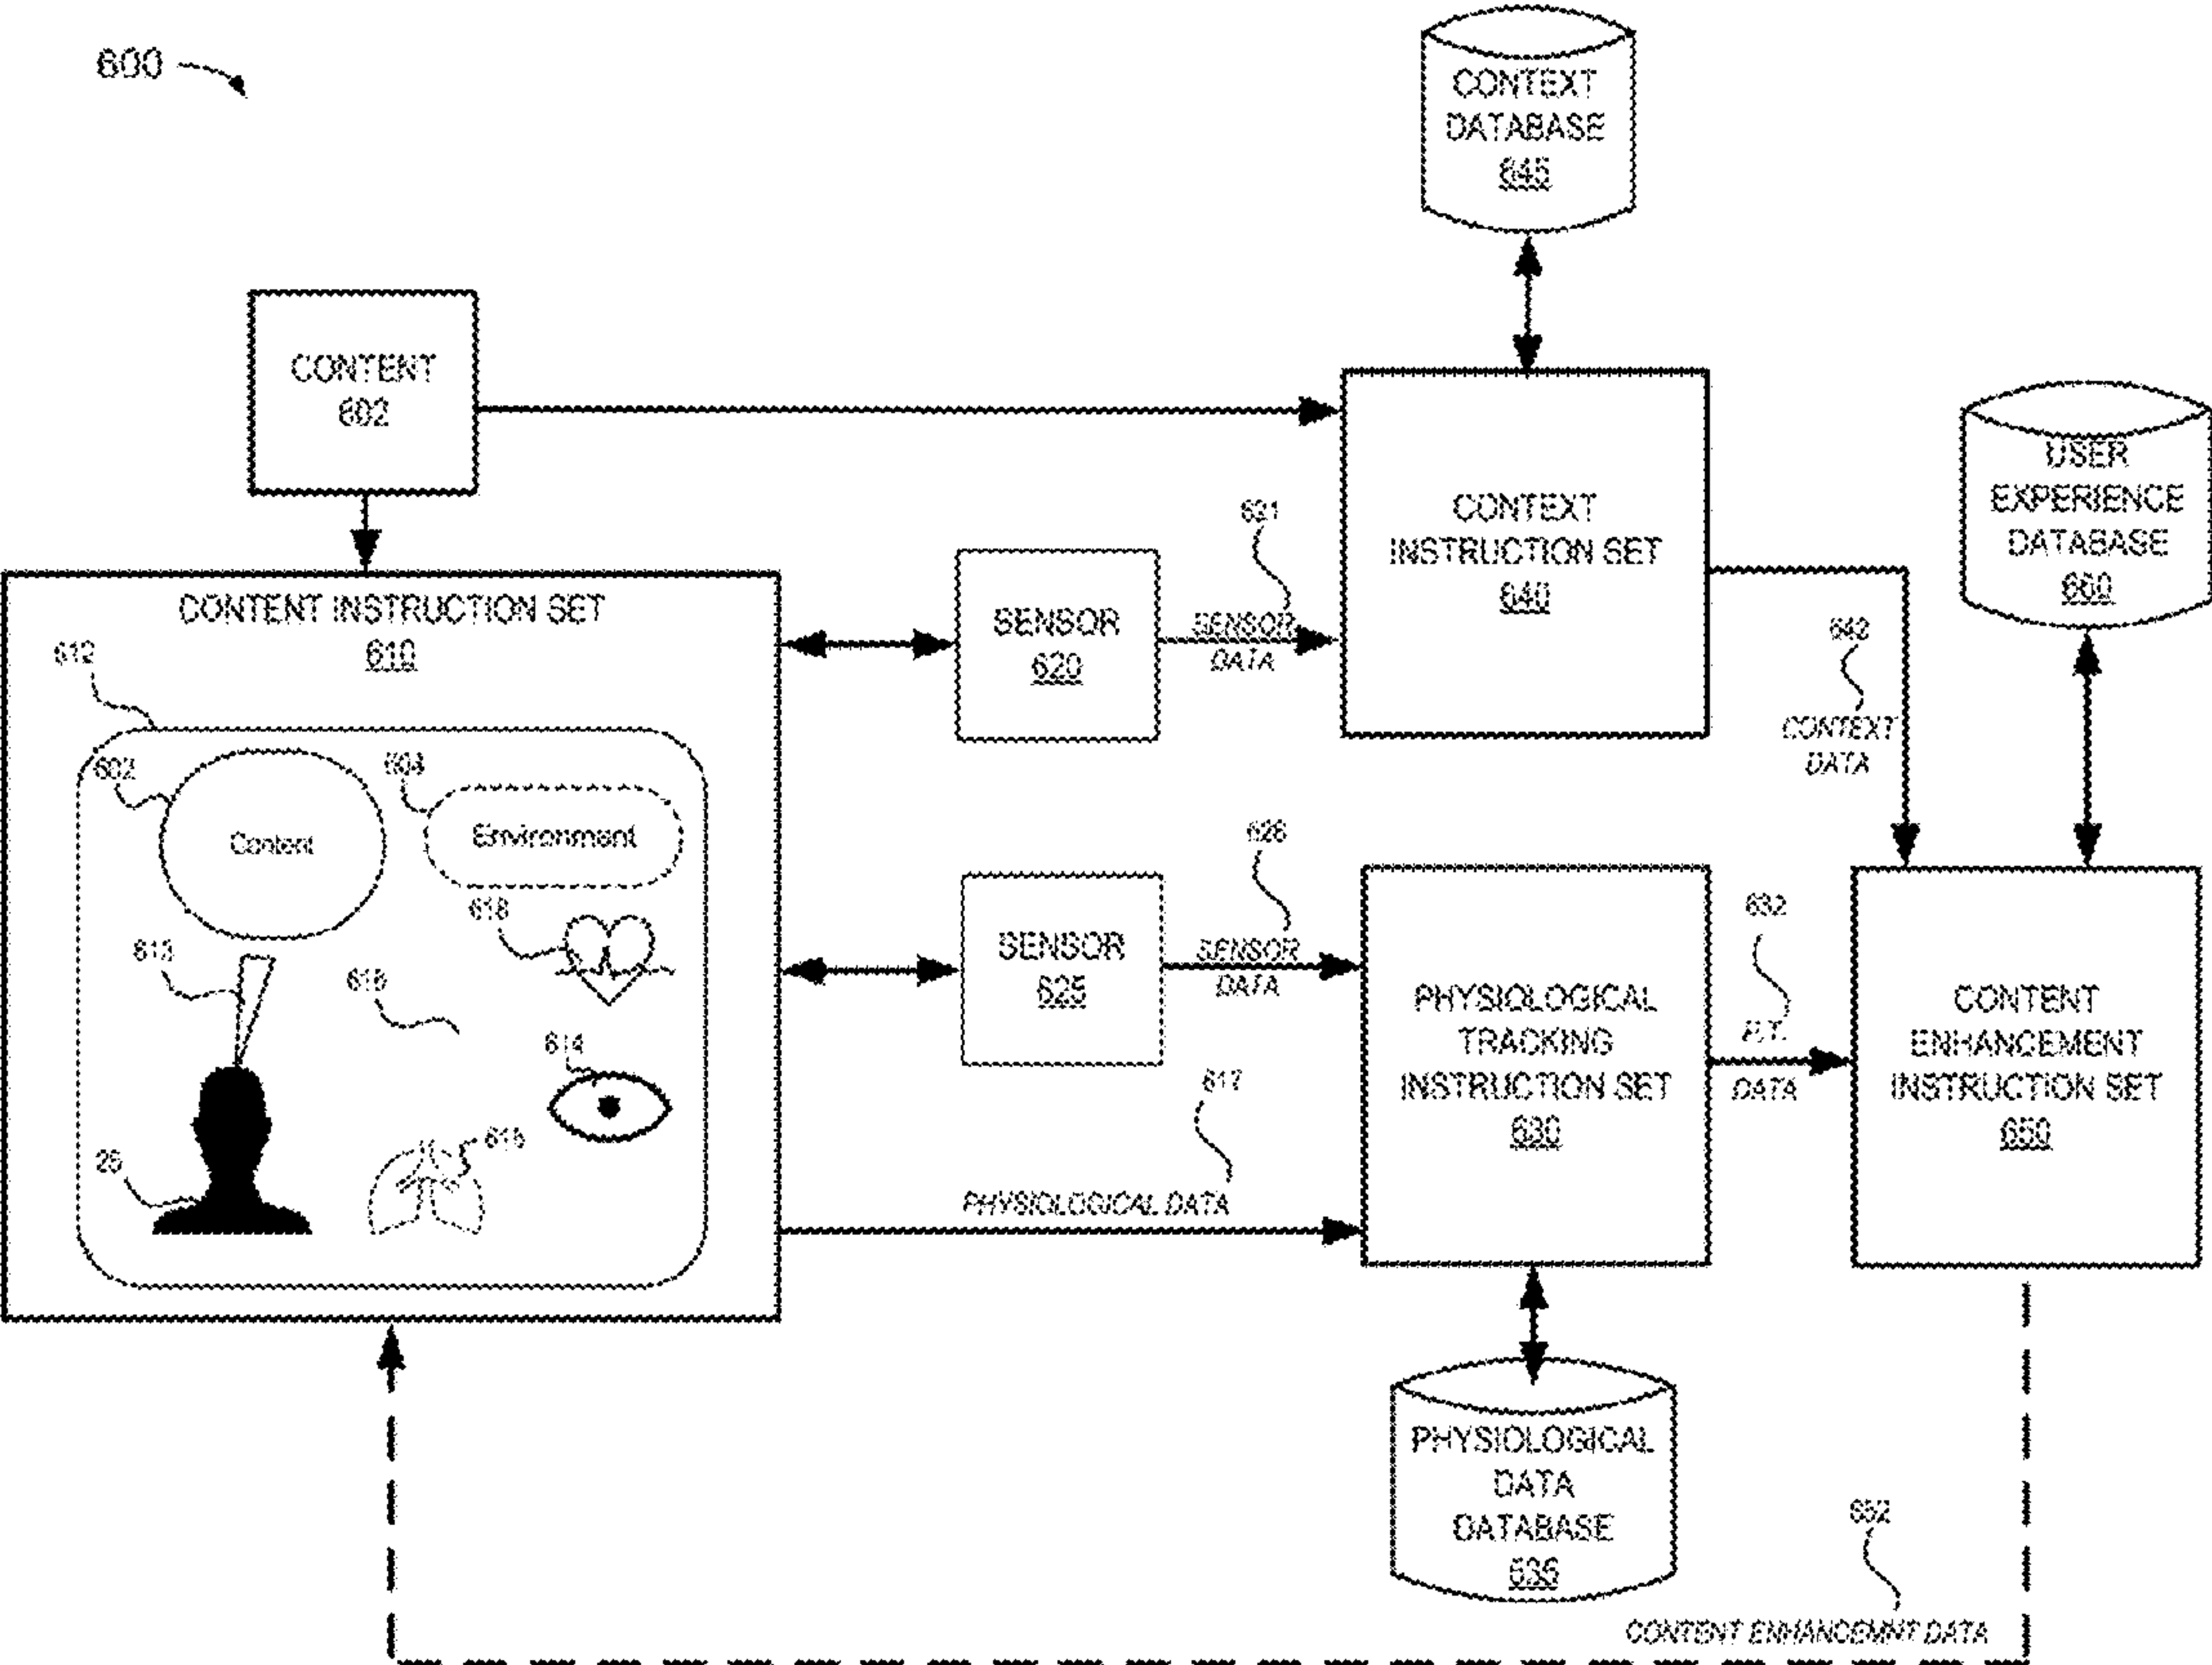 600
CONTEXT
DATABASE
645
CONTENT
602
CONTEXT
INSTRUCTION SET
640
USER
EXPERIENCE
DATABASE
660
CONTENT INSTRUCTION SET
610
612
602
Content
604
Environment
618
613
616
614
615
25
SENSOR
620
621
SENSOR
DATA
642
CONTEXT
DATA
SENSOR
625
626
SENSOR
DATA
617
PHYSIOLOGICAL DATA
PHYSIOLOGICAL
TRACKING
INSTRUCTION SET
630
632
P.T.
DATA
CONTENT
ENHANCEMENT
INSTRUCTION SET
650
PHYSIOLOGICAL
DATA
DATABASE
635
652
CONTENT ENHANCEMNT DATA